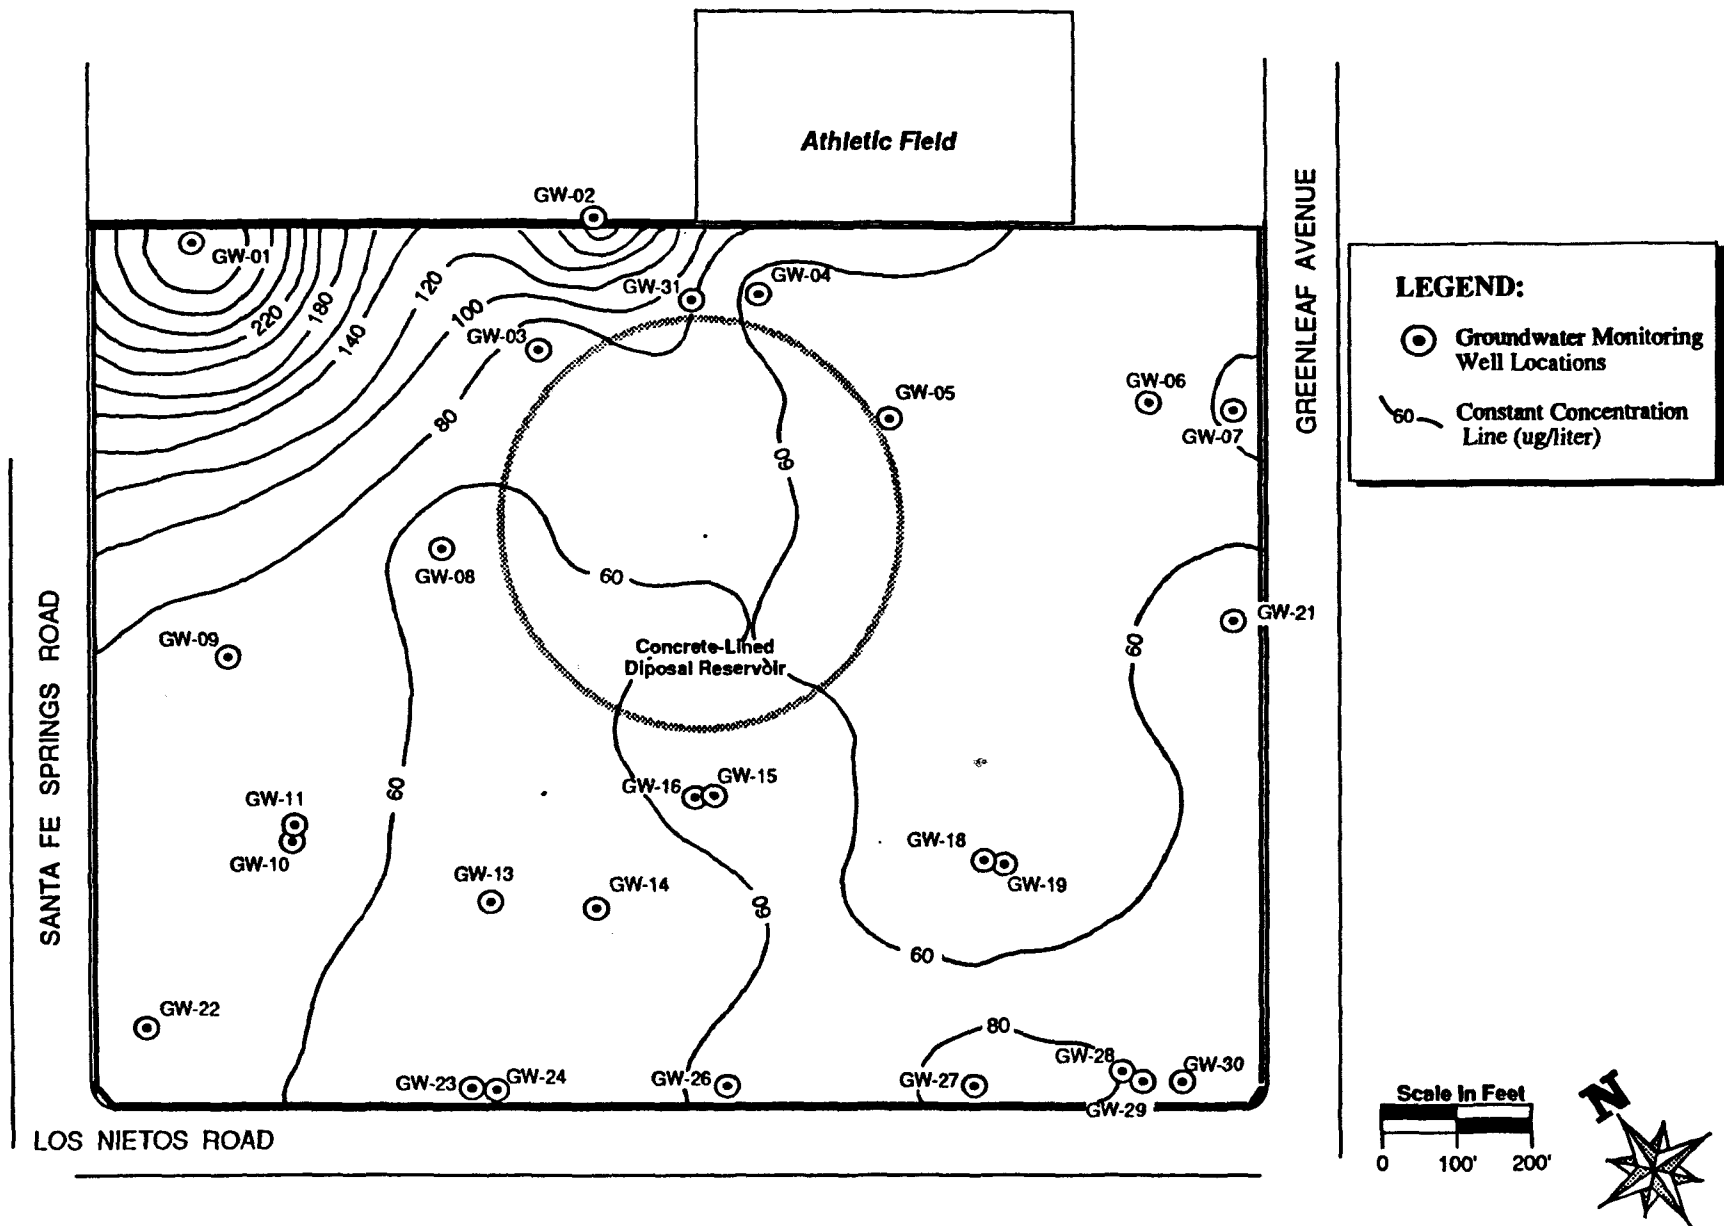 Athletic Field
GW-02
GW-01
GW-04
GW-31
220
180
140
120
100
GW-03
80
GW-05
GW-06
GW-07
GREENLEAF AVENUE
LEGEND:
Groundwater Monitoring
Well Locations
60
Constant Concentration
Line (ug/liter)
60
GW-08
60
GW-21
GW-09
60
Concrete-Lined
Diposal Reservoir
SANTA FE SPRINGS ROAD
GW-11
GW-10
60
GW-16
GW-15
GW-18
GW-19
GW-13
GW-14
60
60
GW-22
80
GW-28
GW-30
GW-23
GW-24
GW-26
GW-27
GW-29
LOS NIETOS ROAD
Scale In Feet
0 100' 200'
N